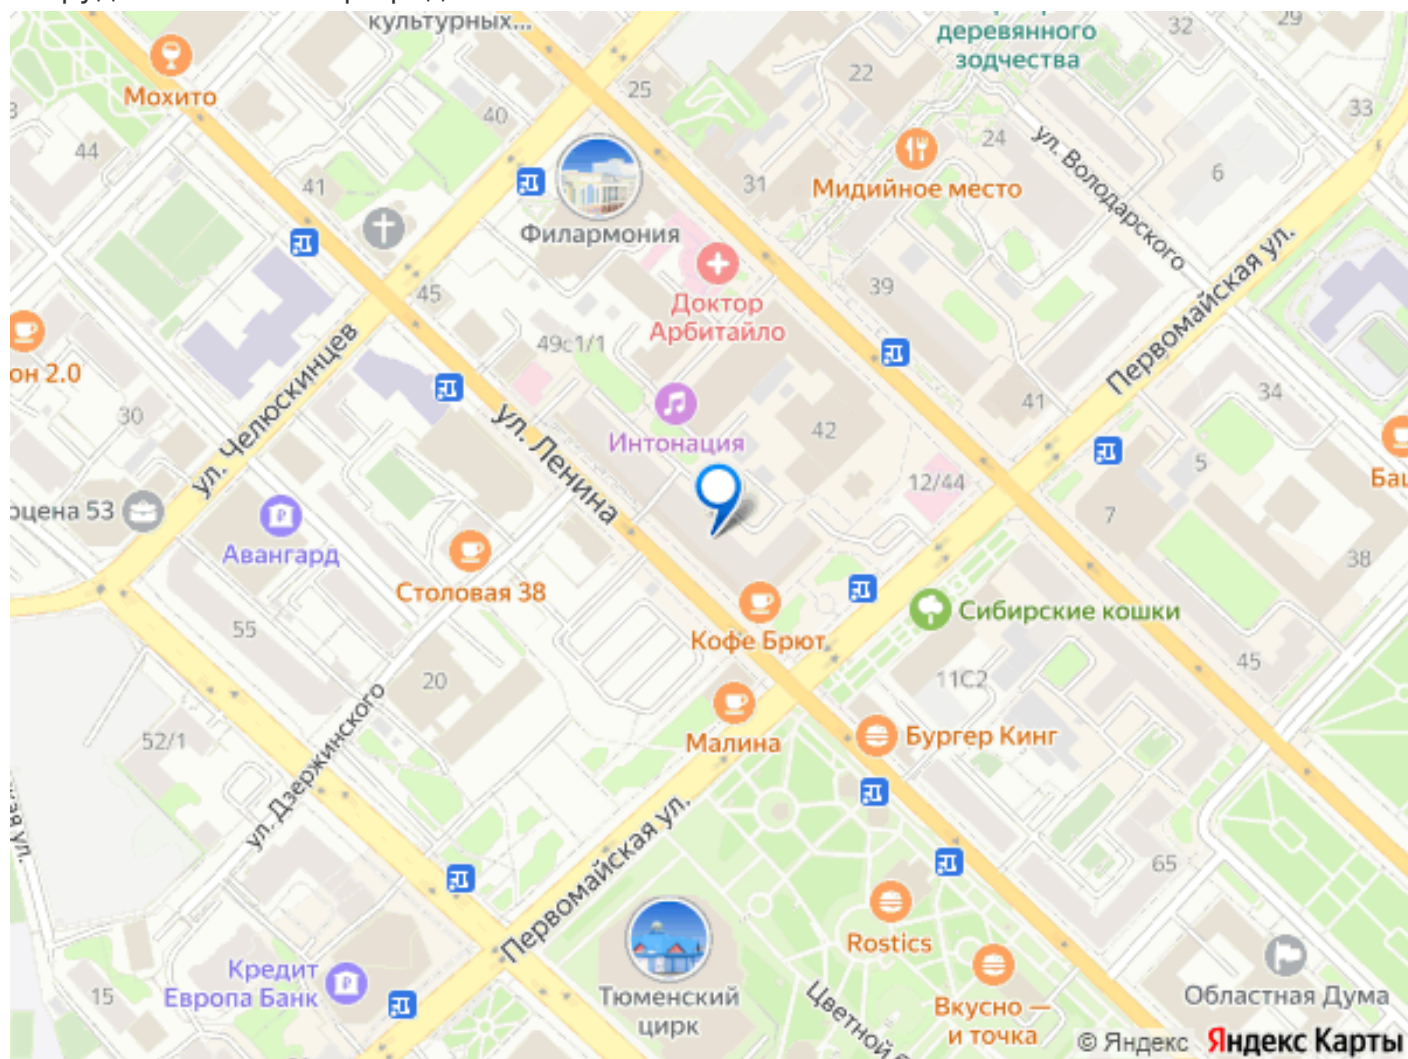 культурных...
деревянного
зодчества
32
29
Мохито
22
25
40
33
44
24
ул. Володарского
6
41
31
Мидийное место
Филармония
Первомайская ул.
45
39
Доктор
Арбитайло
49с1/1
он 2.0
ул. Челюскинцев
30
34
41
ул. Ленина
Интонация
42
5
12/44
7
рцена 53
Авангард
38
Столовая 38
Сибирские кошки
55
Кофе Брют
45
20
11С2
52/1
ул. Дзержинского
Малина
Бургер Кинг
Первомайская ул.
65
Rostics
Кредит
Европа Банк
15
Тюменский
цирк
Цветной
Вкусно —
и точка
Областная Дума
© Яндекс Яндекс Карты